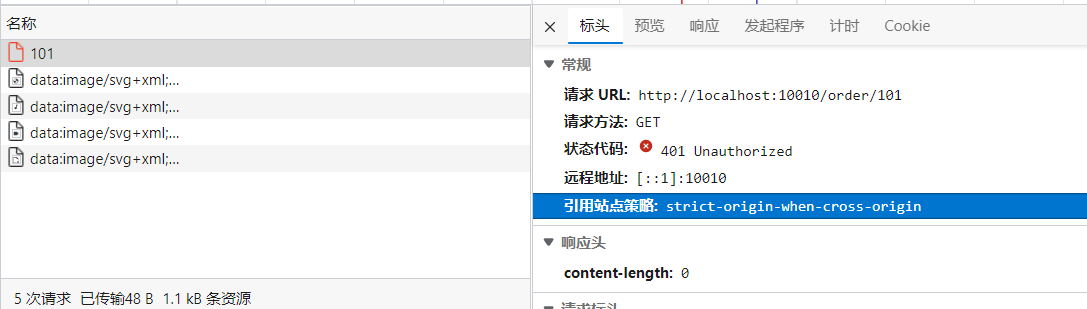 名称
101
data:image/svg+xml;...
data:image/svg+xml;...
data:image/svg+xml;...
data:image/svg+xml;...
5 次请求 已传输48 B 1.1 kB 条资源
标头 预览 响应 发起程序 计时 Cookie
常规
请求 URL: http://localhost:10010/order/101
请求方法: GET
状态代码: 401 Unauthorized
远程地址: [::1]:10010
引用站点策略: strict-origin-when-cross-origin
响应头
content-length: 0
请求标头